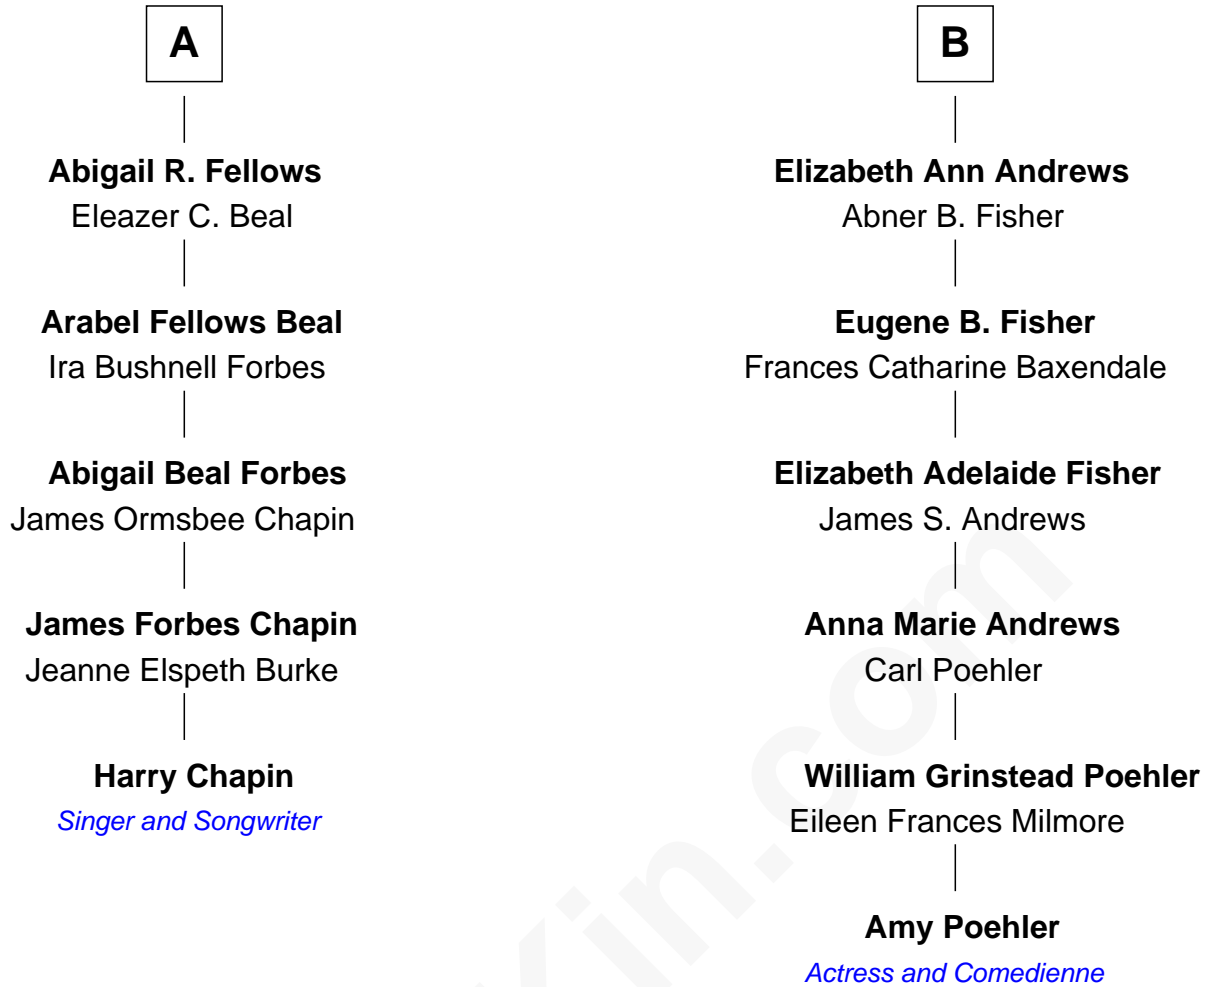 A
Abigail R. Fellows
Eleazer C. Beal
Arabel Fellows Beal
Ira Bushnell Forbes
Abigail Beal Forbes
James Ormsbee Chapin
James Forbes Chapin
Jeanne Elspeth Burke
Harry Chapin
Singer and Songwriter
B
Elizabeth Ann Andrews
Abner B. Fisher
Eugene B. Fisher
Frances Catharine Baxendale
Elizabeth Adelaide Fisher
James S. Andrews
Anna Marie Andrews
Carl Poehler
William Grinstead Poehler
Eileen Frances Milmore
Amy Poehler
Actress and Comedienne